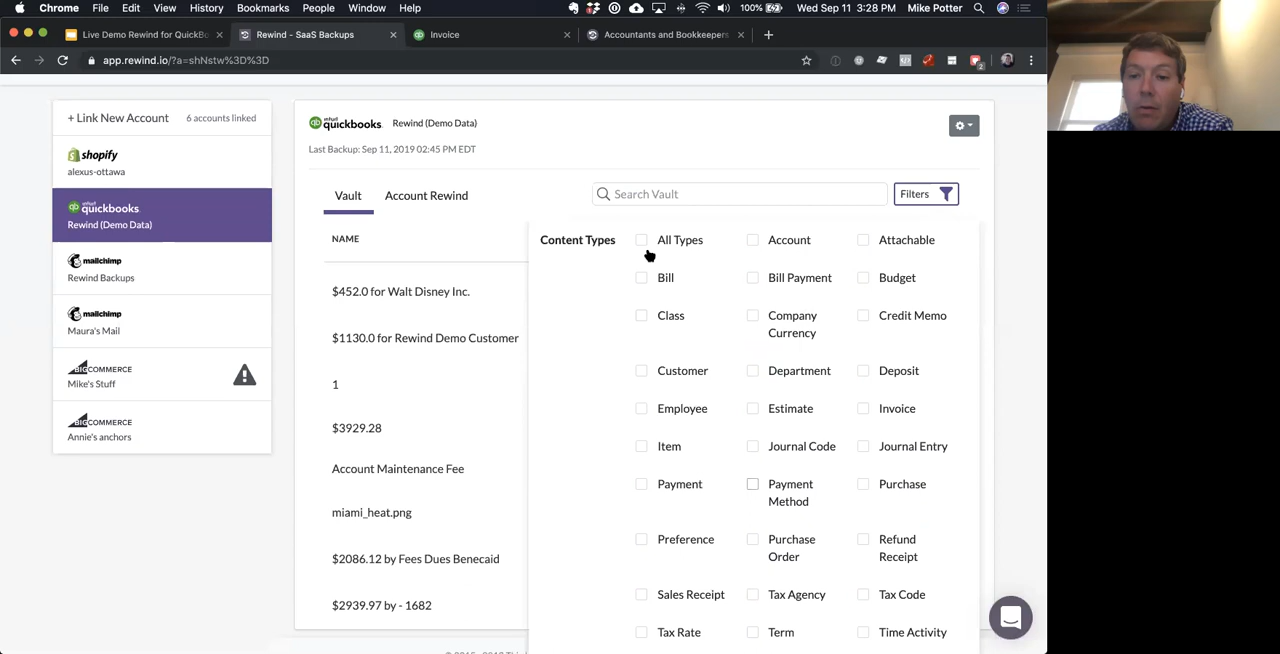 Chrome File Edit View History Bookmarks People Window Help 100% Wed Sep 11 3:28 PM Mike Potter
Live Demo Rewind for QuickBo
Rewind - SaaS Backups
Invoice
Accountants and Bookkeepers
app.rewind.io/?a=shNstw%3D%3D
2
+ Link New Account 6 accounts linked
shopify
alexus-ottawa
intuit
quickbooks
Rewind (Demo Data)
mailchimp
Rewind Backups
mailchimp
Maura's Mail
BIGCOMMERCE
Mike's Stuff
BIGCOMMERCE
Annie's anchors
intuit
quickbooks Rewind (Demo Data)
Last Backup: Sep 11, 2019 02:45 PM EDT
Vault Account Rewind
Search Vault
Filters
NAME
$452.0 for Walt Disney Inc.
$1130.0 for Rewind Demo Customer
1
$3929.28
Account Maintenance Fee
miami_heat.png
$2086.12 by Fees Dues Benecaid
$2939.97 by - 1682
Content Types All Types Account Attachable
Bill Bill Payment Budget
Class Company Credit Memo
Currency
Customer Department Deposit
Employee Estimate Invoice
Item Journal Code Journal Entry
Payment Payment Purchase
Method
Preference Purchase Refund
Order Receipt
Sales Receipt Tax Agency Tax Code
Tax Rate Term Time Activity